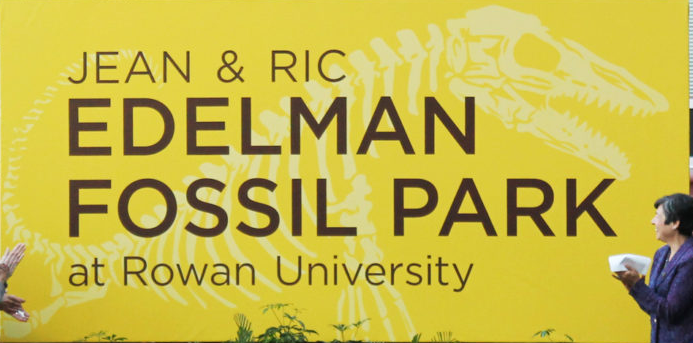 JEAN & RIC
EDELMAN
FOSSIL PARK
at Rowan University